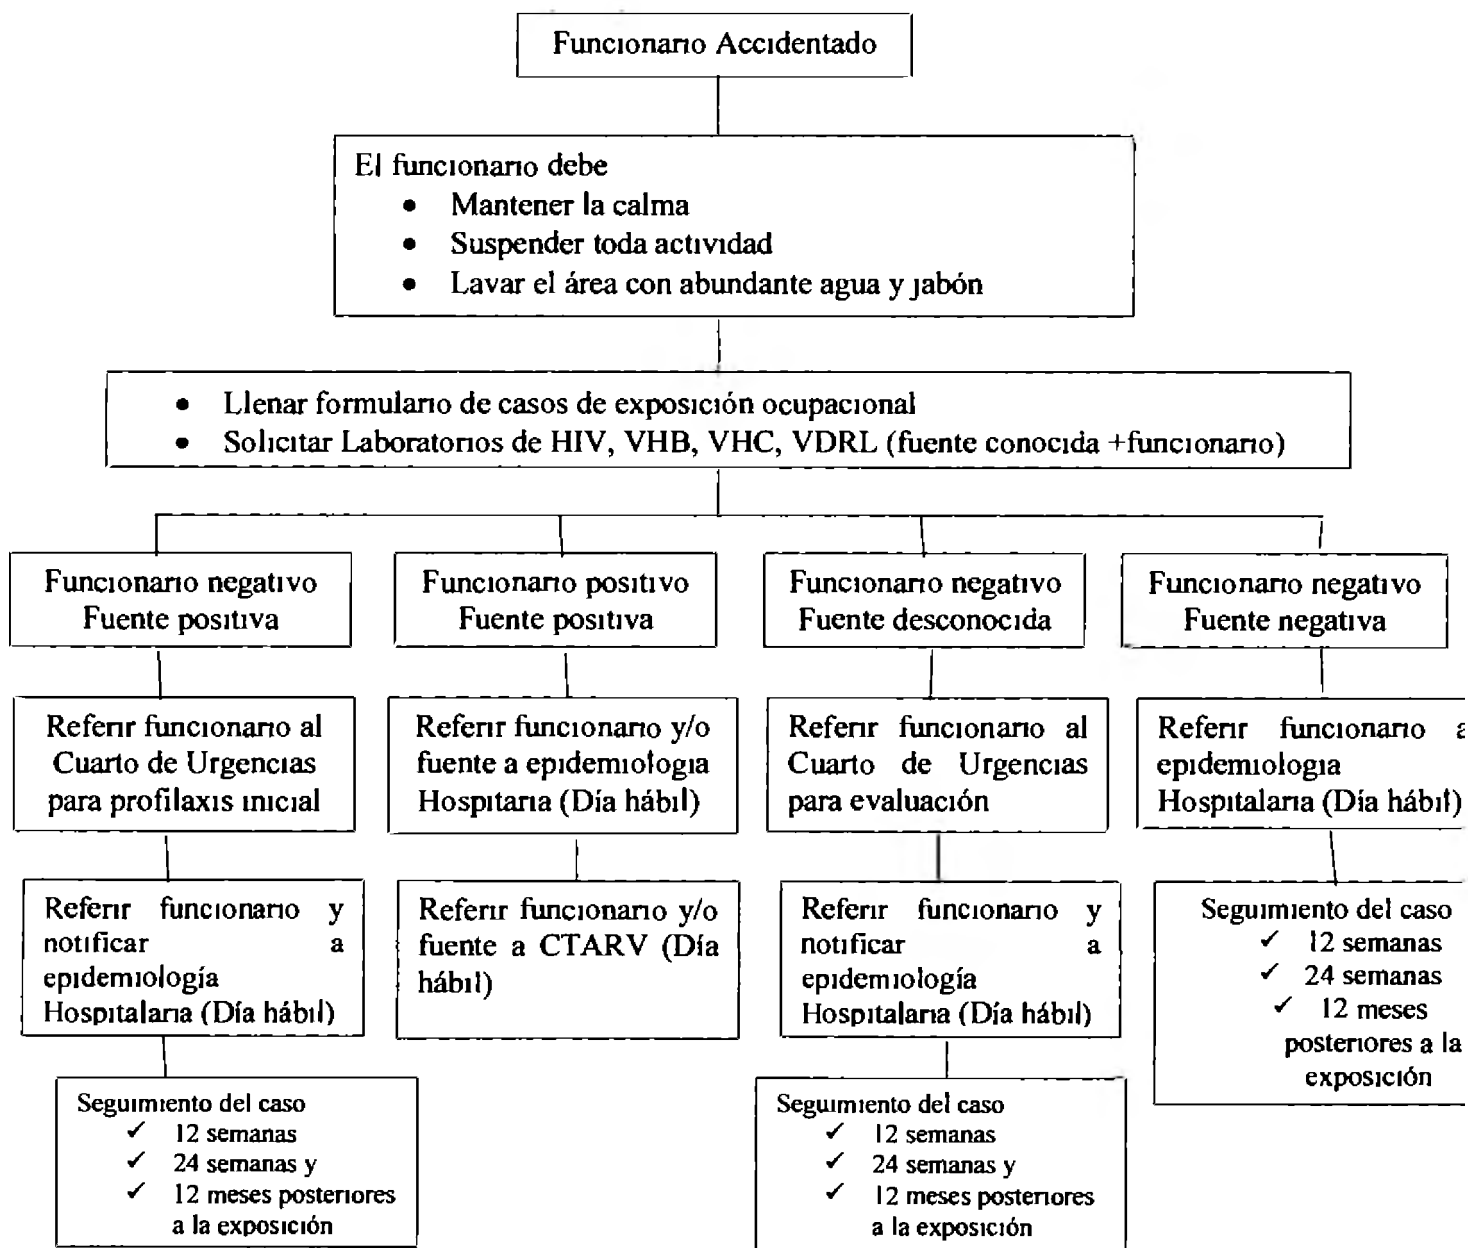 Funcionario Accidentado
El funcionario debe
• Mantener la calma
• Suspender toda actividad
• Lavar el área con abundante agua y jabón
• Llenar formulario de casos de exposición ocupacional
• Solicitar Laboratorios de HIV, VHB, VHC, VDRL (fuente conocida +funcionario)
Funcionario negativo
Fuente positiva
Funcionario positivo
Fuente positiva
Funcionario negativo
Fuente desconocida
Funcionario negativo
Fuente negativa
Referir funcionario al
Cuarto de Urgencias
para profilaxis inicial
Referir funcionario y/o
fuente a epidemiologia
Hospitaria (Día hábil)
Referir funcionario al
Cuarto de Urgencias
para evaluación
Referir funcionario a
epidemiologia
Hospitalaria (Día hábil)
Referir funcionario y
notificar a
epidemiología
Hospitalaria (Día hábil)
Referir funcionario y/o
fuente a CTARV (Día
hábil)
Referir funcionario y
notificar a
epidemiología
Hospitalaria (Día hábil)
Seguimiento del caso
✓ 12 semanas
✓ 24 semanas
✓ 12 meses
posteriores a la
exposición
Seguimiento del caso
✓ 12 semanas
✓ 24 semanas y
✓ 12 meses posteriores
a la exposición
Seguimiento del caso
✓ 12 semanas
✓ 24 semanas y
✓ 12 meses posteriores
a la exposición